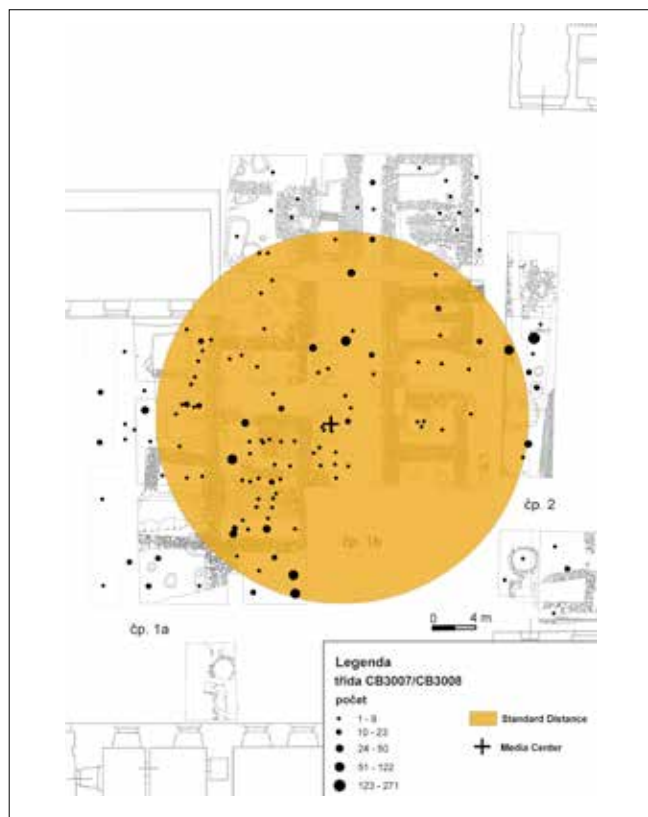 čp. 2
čp. 1b
0 4 m
čp. 1a
Legenda
třída CB3007/CB3008
počet
1 - 9
10 - 23
24 - 50
51 - 122
123 - 271
Standard Distance
Media Center